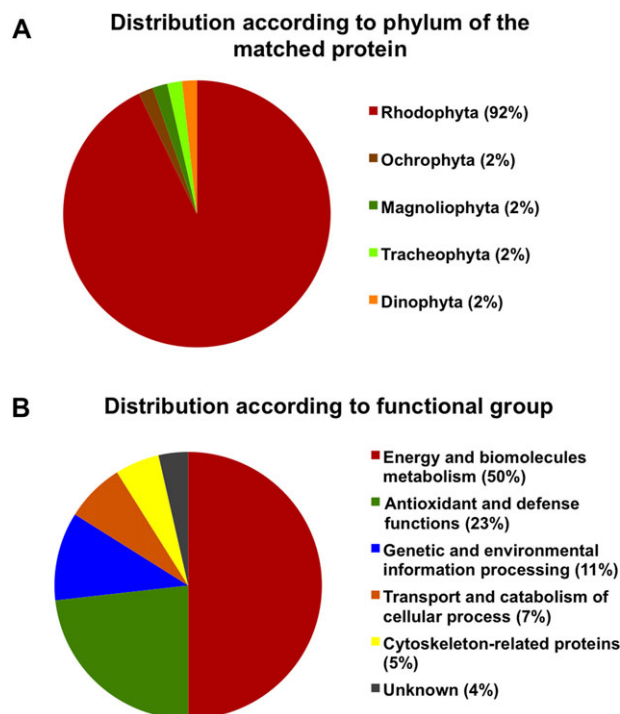 A
Distribution according to phylum of the
matched protein
Rhodophyta (92%)
Ochrophyta (2%)
Magnoliophyta (2%)
Tracheophyta (2%)
Dinophyta (2%)
B
Distribution according to functional group
Energy and biomolecules
metabolism (50%)
Antioxidant and defense
functions (23%)
Genetic and environmental
information processing (11%)
Transport and catabolism of
cellular process (7%)
Cytoskeleton-related proteins
(5%)
Unknown (4%)